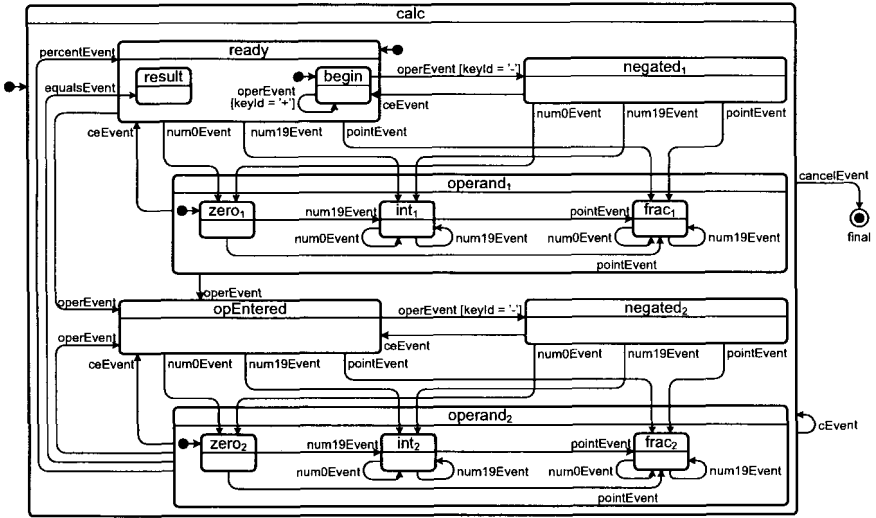 calc
percentEvent
ready
equalsEvent
result
begin
operEvent [keyId = '-']
negated₁
operEvent
[keyId = '+']
ceEvent
ceEvent
num0Event
num19Event
pointEvent
num0Event
num19Event
pointEvent
operand₁
cancelEvent
zero₁
num19Event
int₁
pointEvent
frac₁
num0Event
num19Event
num0Event
num19Event
final
pointEvent
operEvent
operEvent
opEntered
operEvent [keyId = '-']
negated₂
operEvent
ceEvent
ceEvent
num0Event
num19Event
pointEvent
num0Event
num19Event
pointEvent
operand₂
cEvent
zero₂
num19Event
int₂
pointEvent
frac₂
num0Event
num19Event
num0Event
num19Event
pointEvent